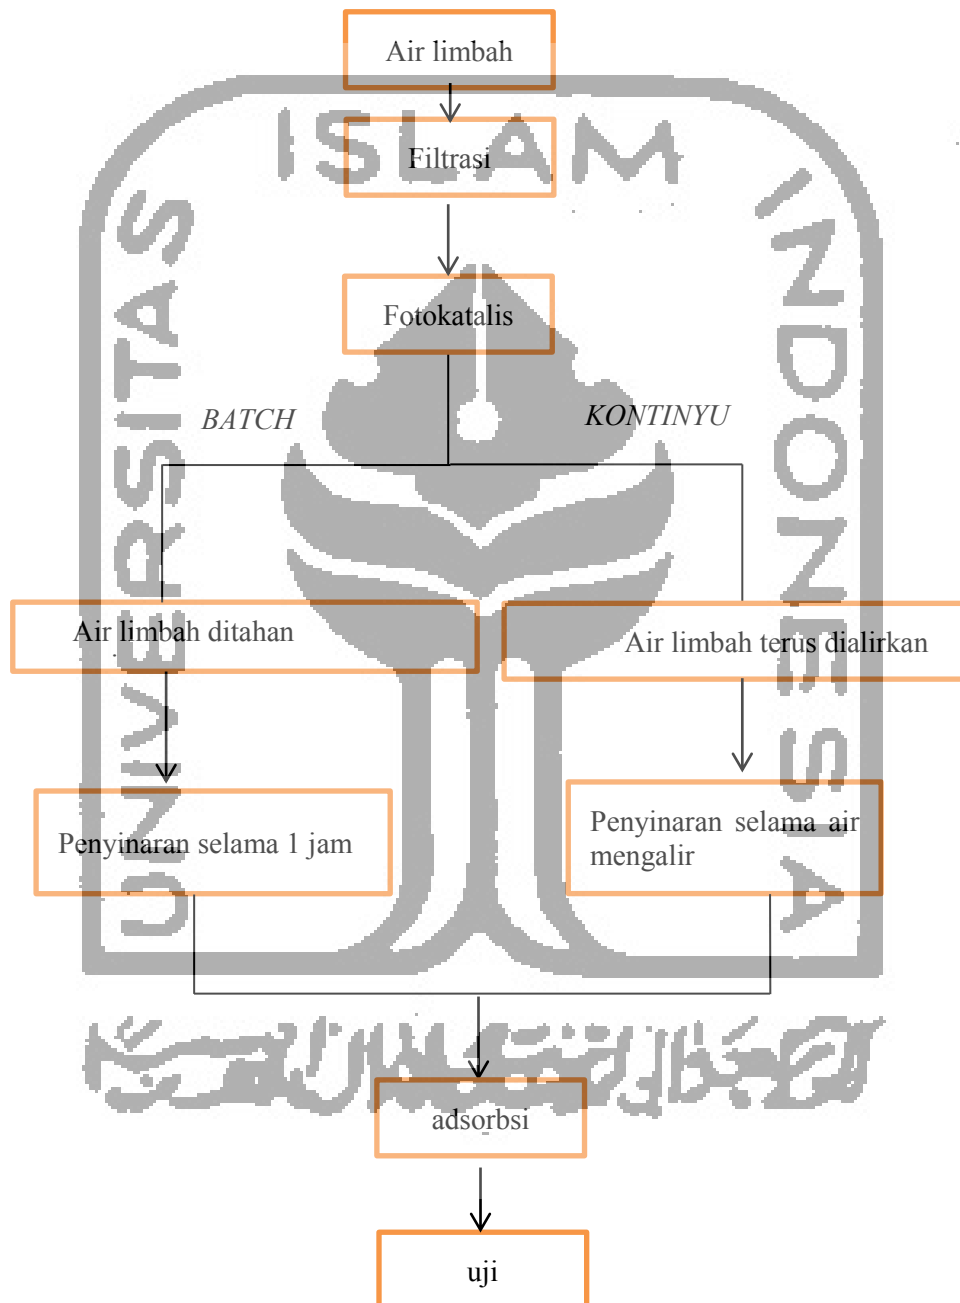 Air limbah
ISLAM
Filtrasi
UNIVERSITAS
INDONESIA
Fotokatalis
BATCH
KONTINYU
Air limbah ditahan
Air limbah terus dialirkan
Penyinaran selama 1 jam
Penyinaran selama air
mengalir
adsorbsi
uji